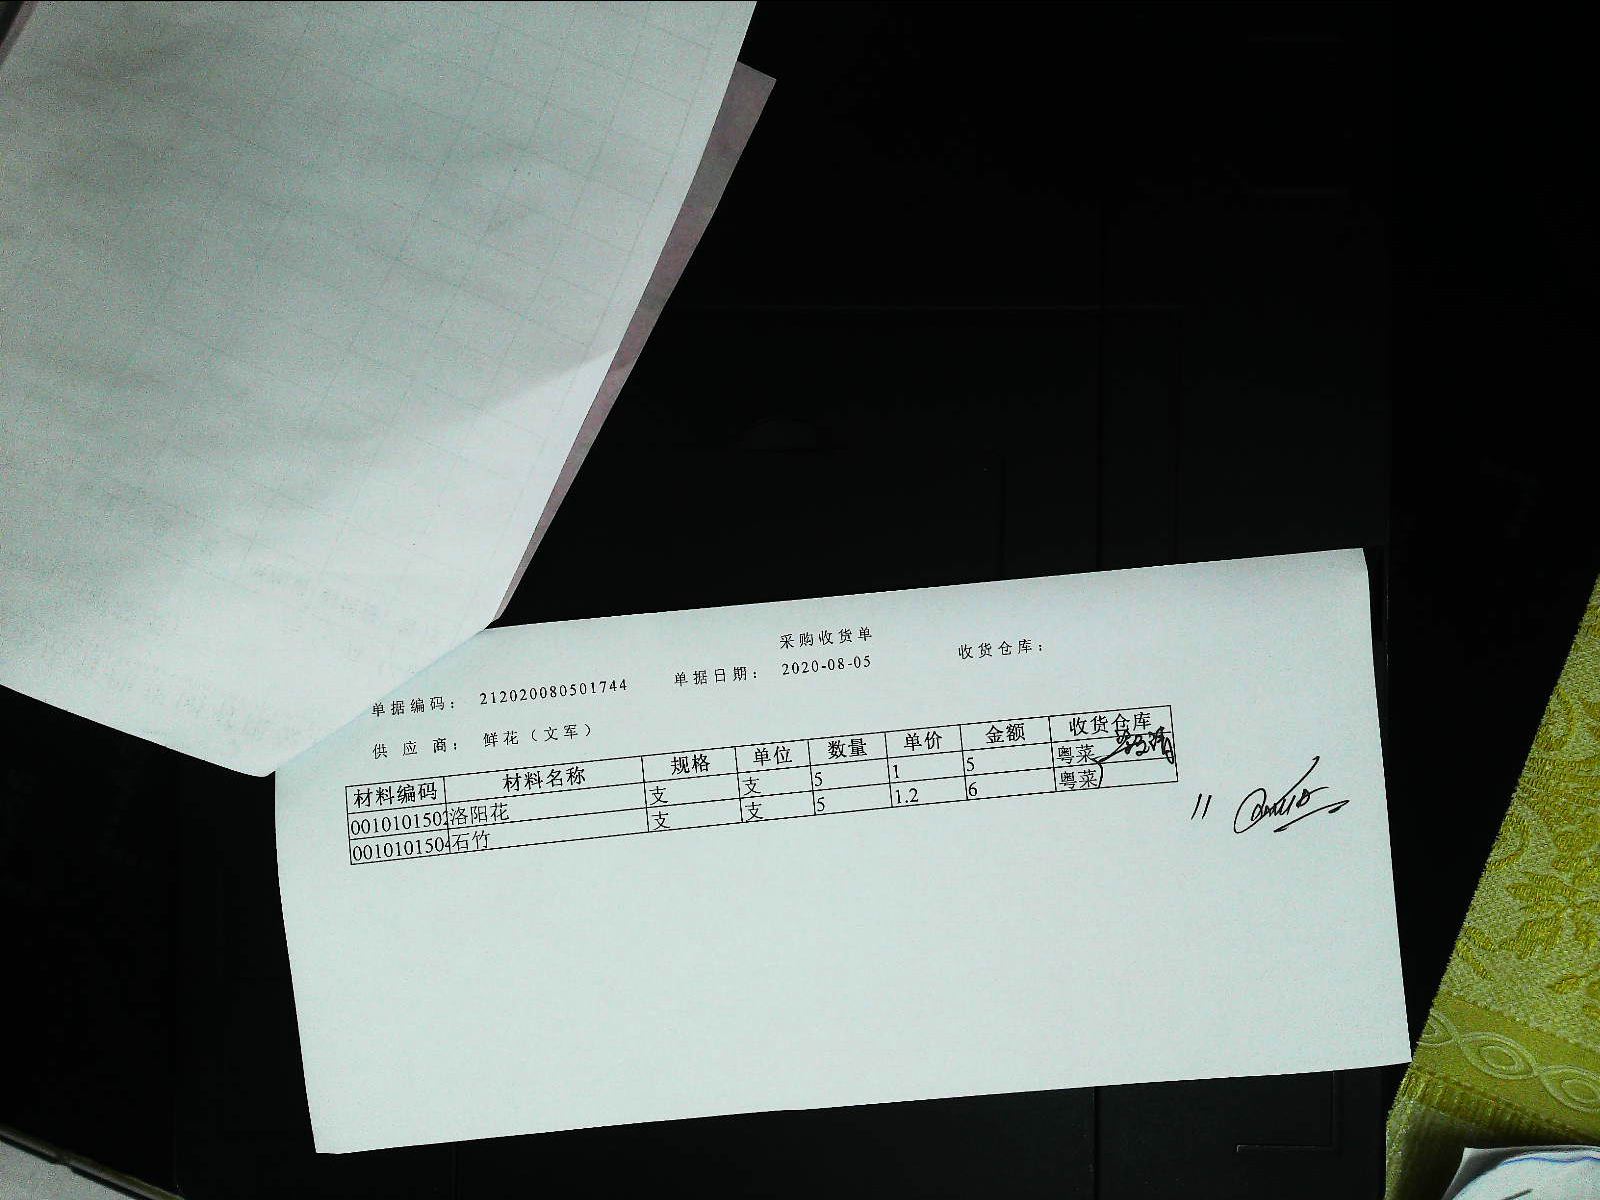 采购收货单
单据编码: 212020080501744 单据日期: 2020-08-05 收货仓库:
供应商: 鲜花(文军)
材料编码 材料名称 规格 单位 数量 单价 金额 收货仓库
0010101502 洛阳花 支 支 5 1 5 粤菜
0010101504 石竹 支 支 5 1.2 6 粤菜
11